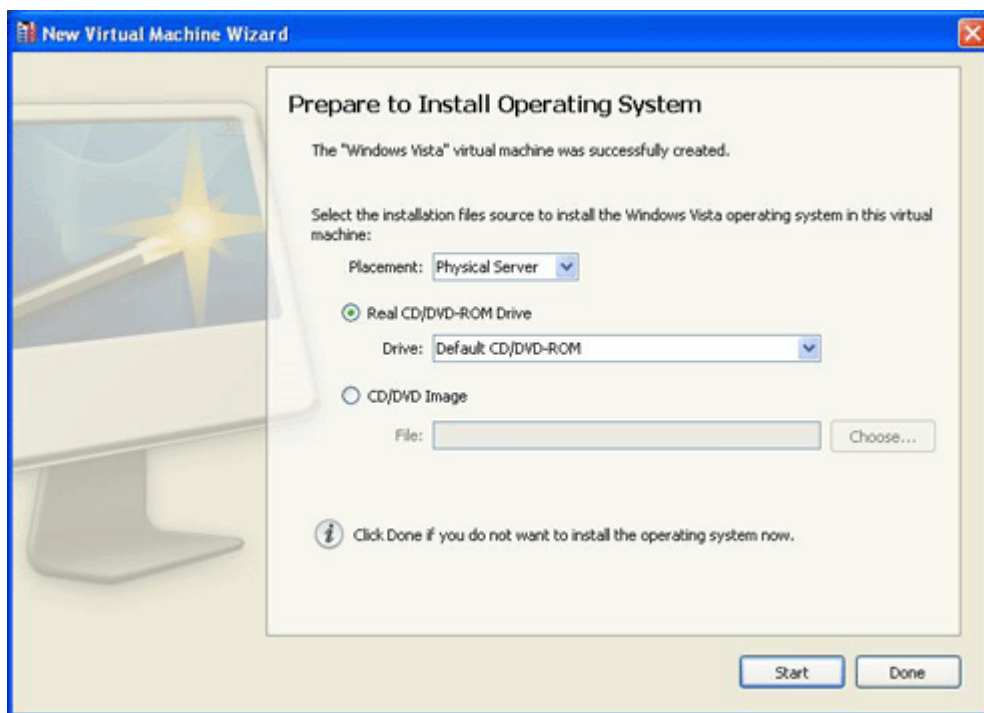 New Virtual Machine Wizard
Prepare to Install Operating System
The "Windows Vista" virtual machine was successfully created.
Select the installation files source to install the Windows Vista operating system in this virtual
machine:
Placement: Physical Server
Real CD/DVD-ROM Drive
Drive: Default CD/DVD-ROM
CD/DVD Image
File: Choose...
Click Done if you do not want to install the operating system now.
Start Done